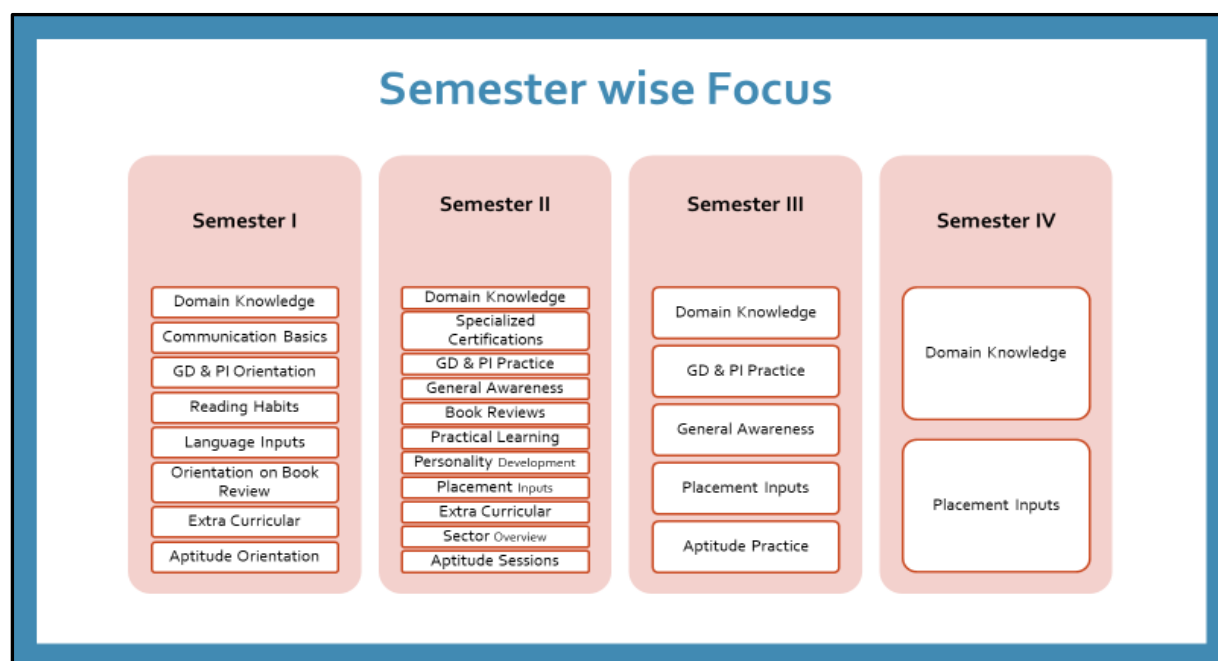 Semester wise Focus
Semester I
Domain Knowledge
Communication Basics
GD & PI Orientation
Reading Habits
Language Inputs
Orientation on Book
Review
Extra Curricular
Aptitude Orientation
Semester II
Domain Knowledge
Specialized
Certifications
GD & PI Practice
General Awareness
Book Reviews
Practical Learning
Personality Development
Placement Inputs
Extra Curricular
Sector Overview
Aptitude Sessions
Semester III
Domain Knowledge
GD & PI Practice
General Awareness
Placement Inputs
Aptitude Practice
Semester IV
Domain Knowledge
Placement Inputs